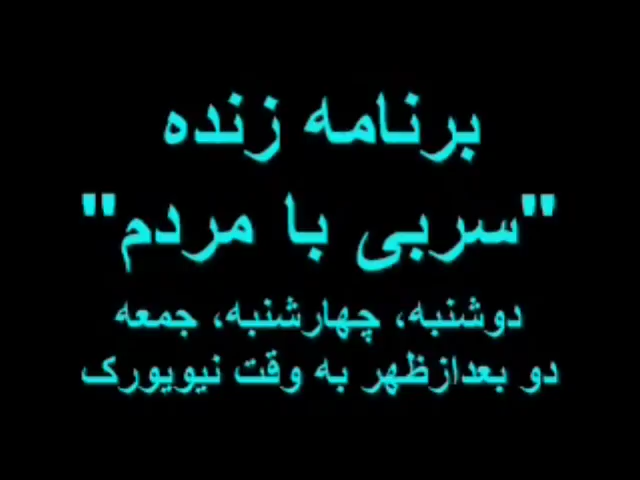 برنامه زنده
"سربی با مردم"
دوشنبه، چهارشنبه، جمعه
دو بعدازظهر به وقت نیویورک